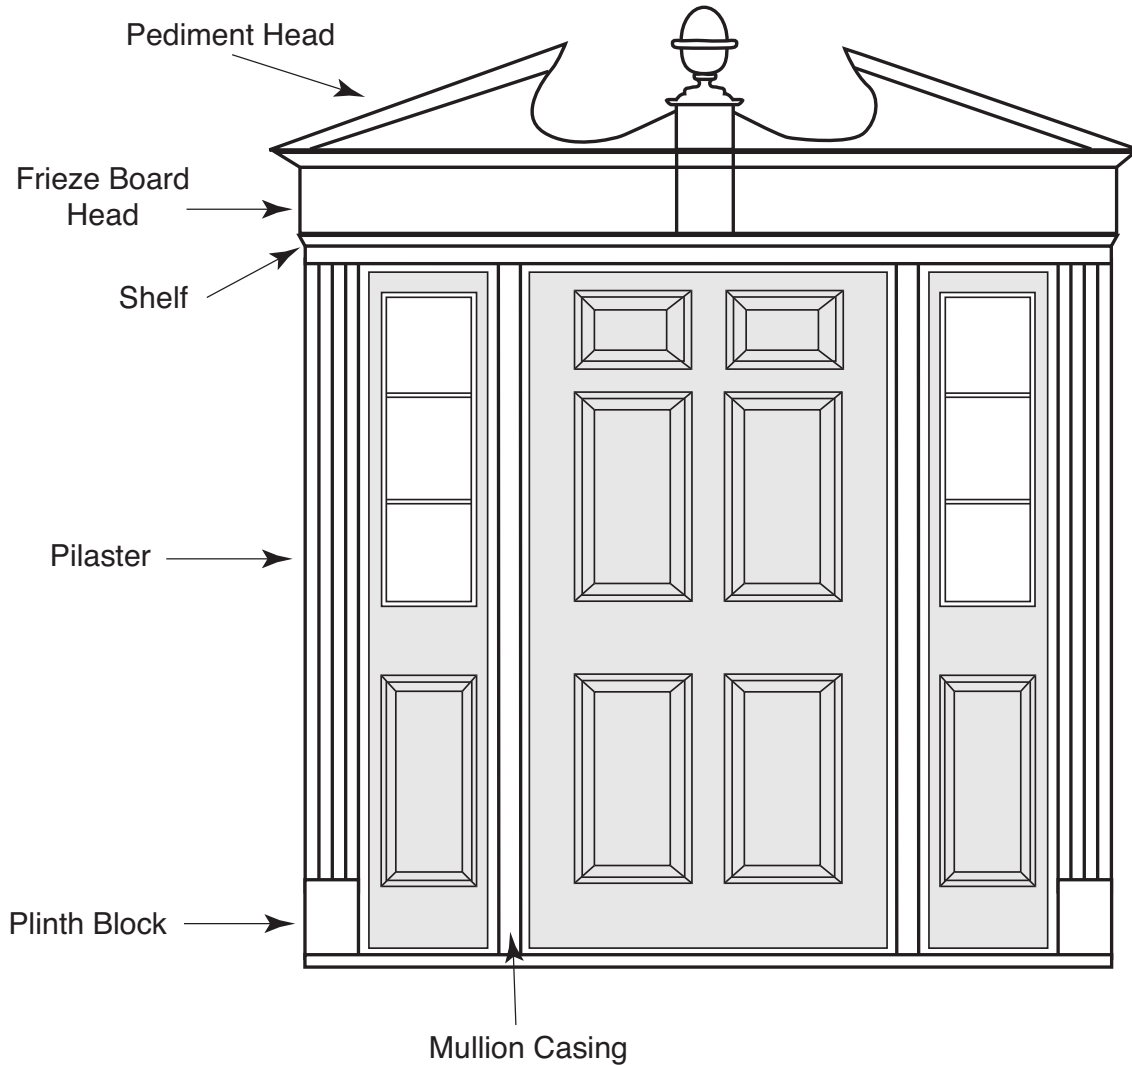 Pediment Head
Frieze Board
Head
Shelf
Pilaster
Plinth Block
Mullion Casing